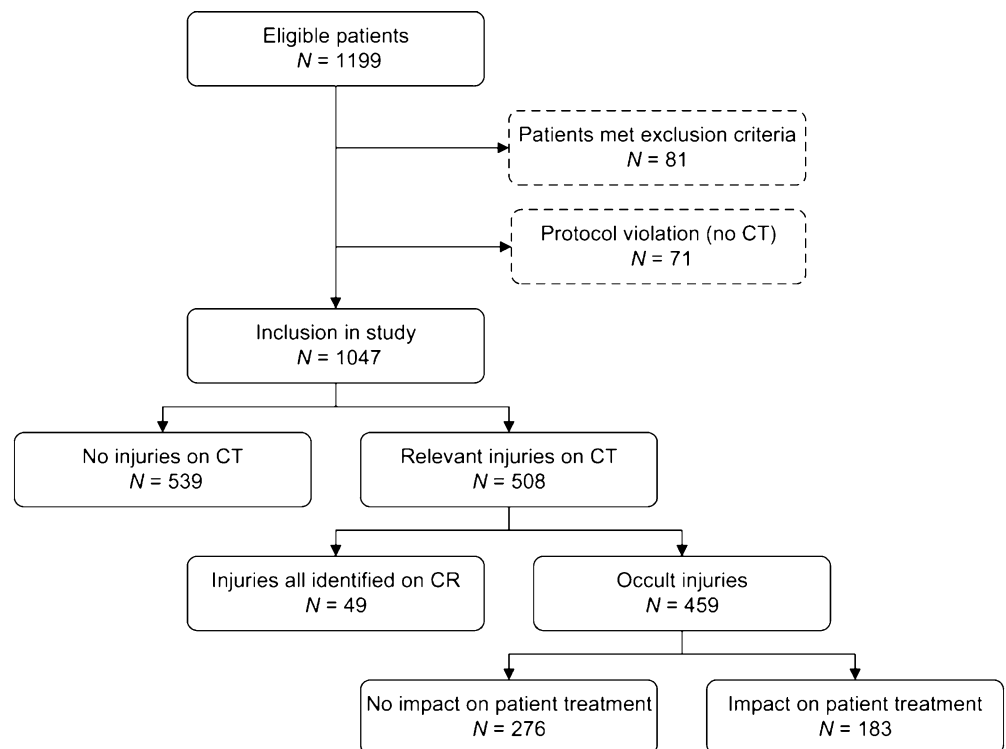 Eligible patients
N = 1199
Patients met exclusion criteria
N = 81
Protocol violation (no CT)
N = 71
Inclusion in study
N = 1047
No injuries on CT
N = 539
Relevant injuries on CT
N = 508
Injuries all identified on CR
N = 49
Occult injuries
N = 459
No impact on patient treatment
N = 276
Impact on patient treatment
N = 183